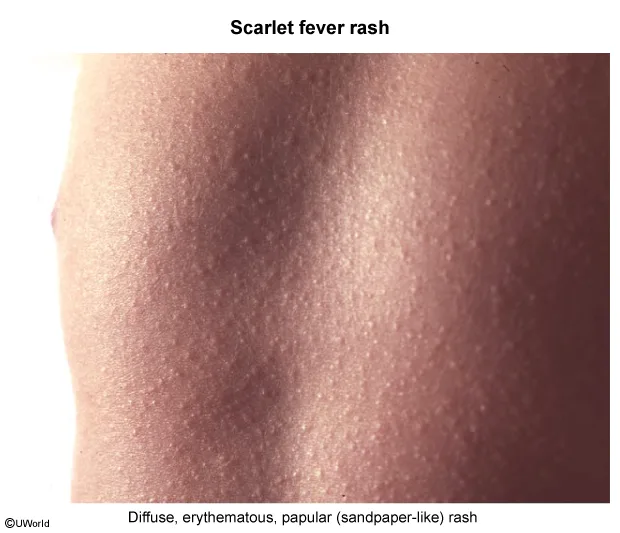 Scarlet fever rash
Diffuse, erythematous, papular (sandpaper-like) rash
©UWorld